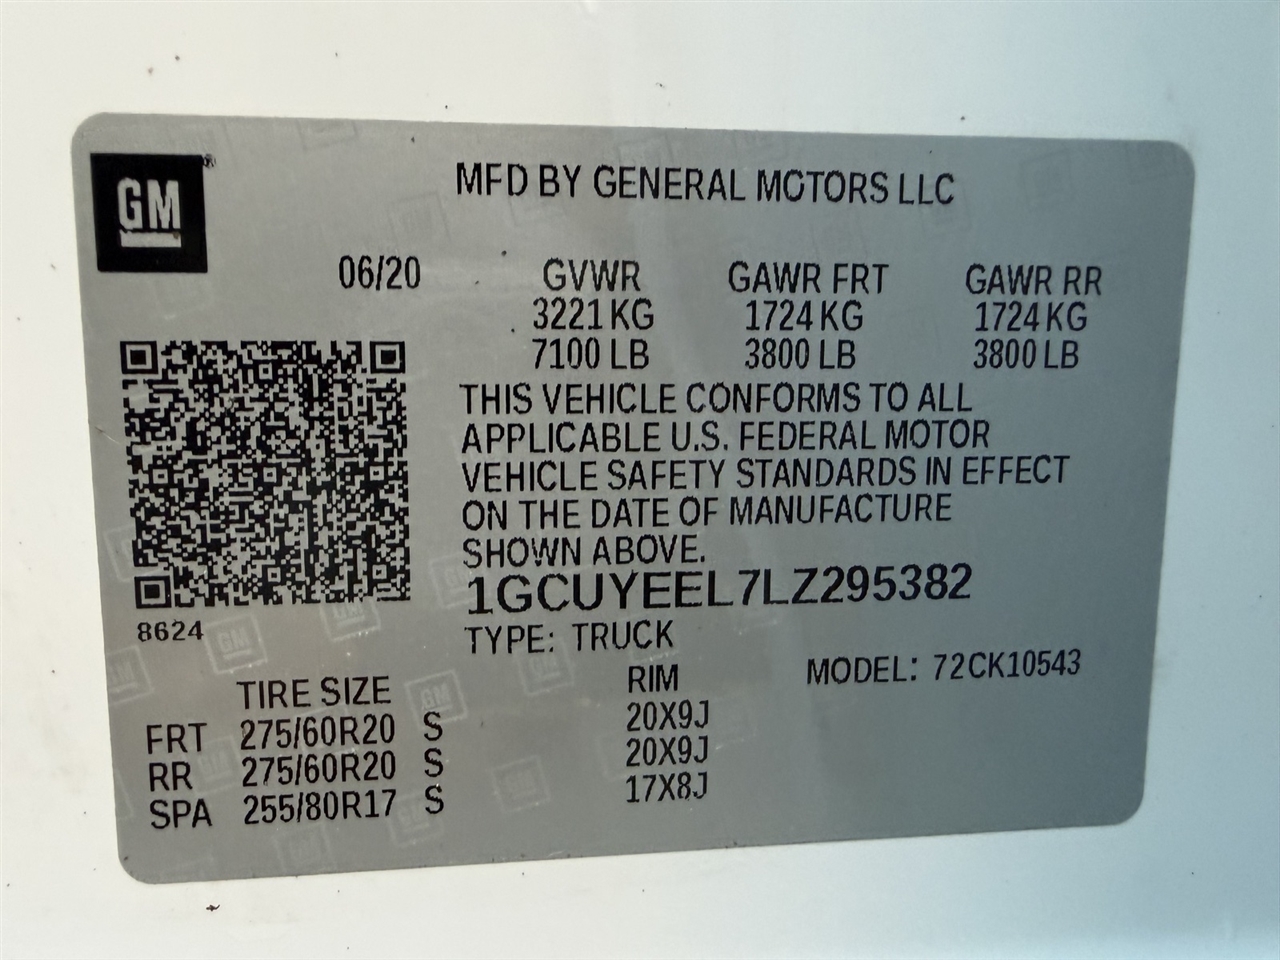 GM ®
MFD BY GENERAL MOTORS LLC
06/20 GVWR GAWR FRT GAWR RR
3221 KG 1724 KG 1724 KG
7100 LB 3800 LB 3800 LB
THIS VEHICLE CONFORMS TO ALL
APPLICABLE U.S. FEDERAL MOTOR
VEHICLE SAFETY STANDARDS IN EFFECT
ON THE DATE OF MANUFACTURE
SHOWN ABOVE.
1GCUYEEL7LZ295382
8624
TYPE: TRUCK
MODEL: 72CK10543
TIRE SIZE RIM
FRT 275/60R20 S 20X9J
RR 275/60R20 S 20X9J
SPA 255/80R17 S 17X8J